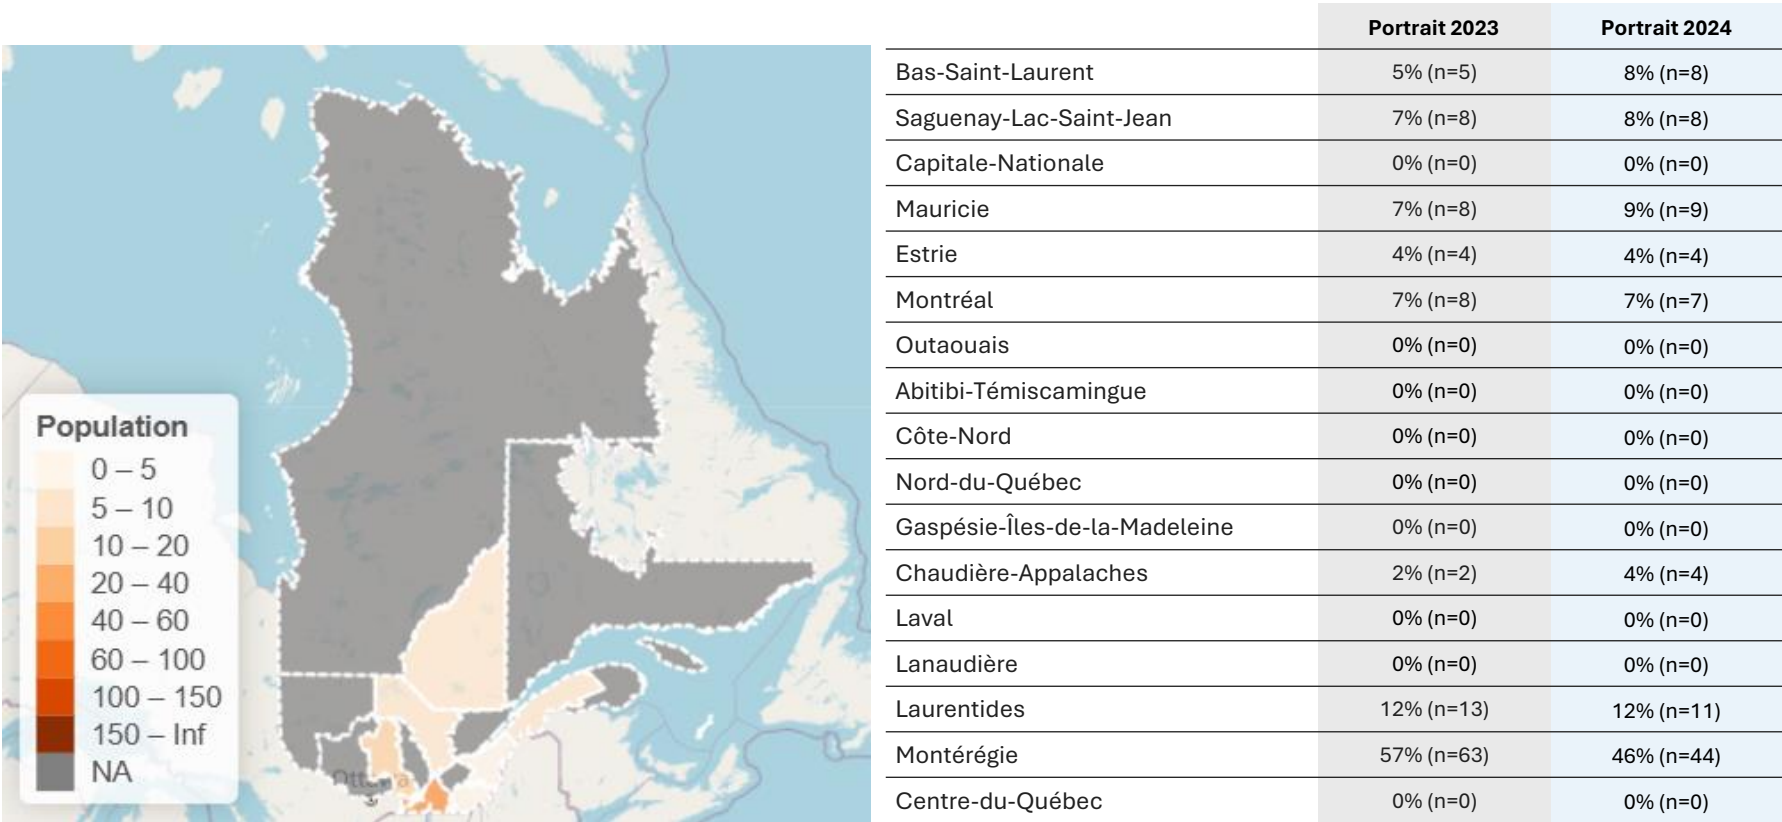 Portrait 2023 Portrait 2024
Bas-Saint-Laurent 5% (n=5) 8% (n=8)
Saguenay-Lac-Saint-Jean 7% (n=8) 8% (n=8)
Capitale-Nationale 0% (n=0) 0% (n=0)
Mauricie 7% (n=8) 9% (n=9)
Estrie 4% (n=4) 4% (n=4)
Montréal 7% (n=8) 7% (n=7)
Outaouais 0% (n=0) 0% (n=0)
Abitibi-Témiscamingue 0% (n=0) 0% (n=0)
Côte-Nord 0% (n=0) 0% (n=0)
Nord-du-Québec 0% (n=0) 0% (n=0)
Gaspésie-Îles-de-la-Madeleine 0% (n=0) 0% (n=0)
Chaudière-Appalaches 2% (n=2) 4% (n=4)
Laval 0% (n=0) 0% (n=0)
Lanaudière 0% (n=0) 0% (n=0)
Laurentides 12% (n=13) 12% (n=11)
Montérégie 57% (n=63) 46% (n=44)
Centre-du-Québec 0% (n=0) 0% (n=0)
Population
0 – 5
5 – 10
10 – 20
20 – 40
40 – 60
60 – 100
100 – 150
150 – Inf
NA
Ottawa